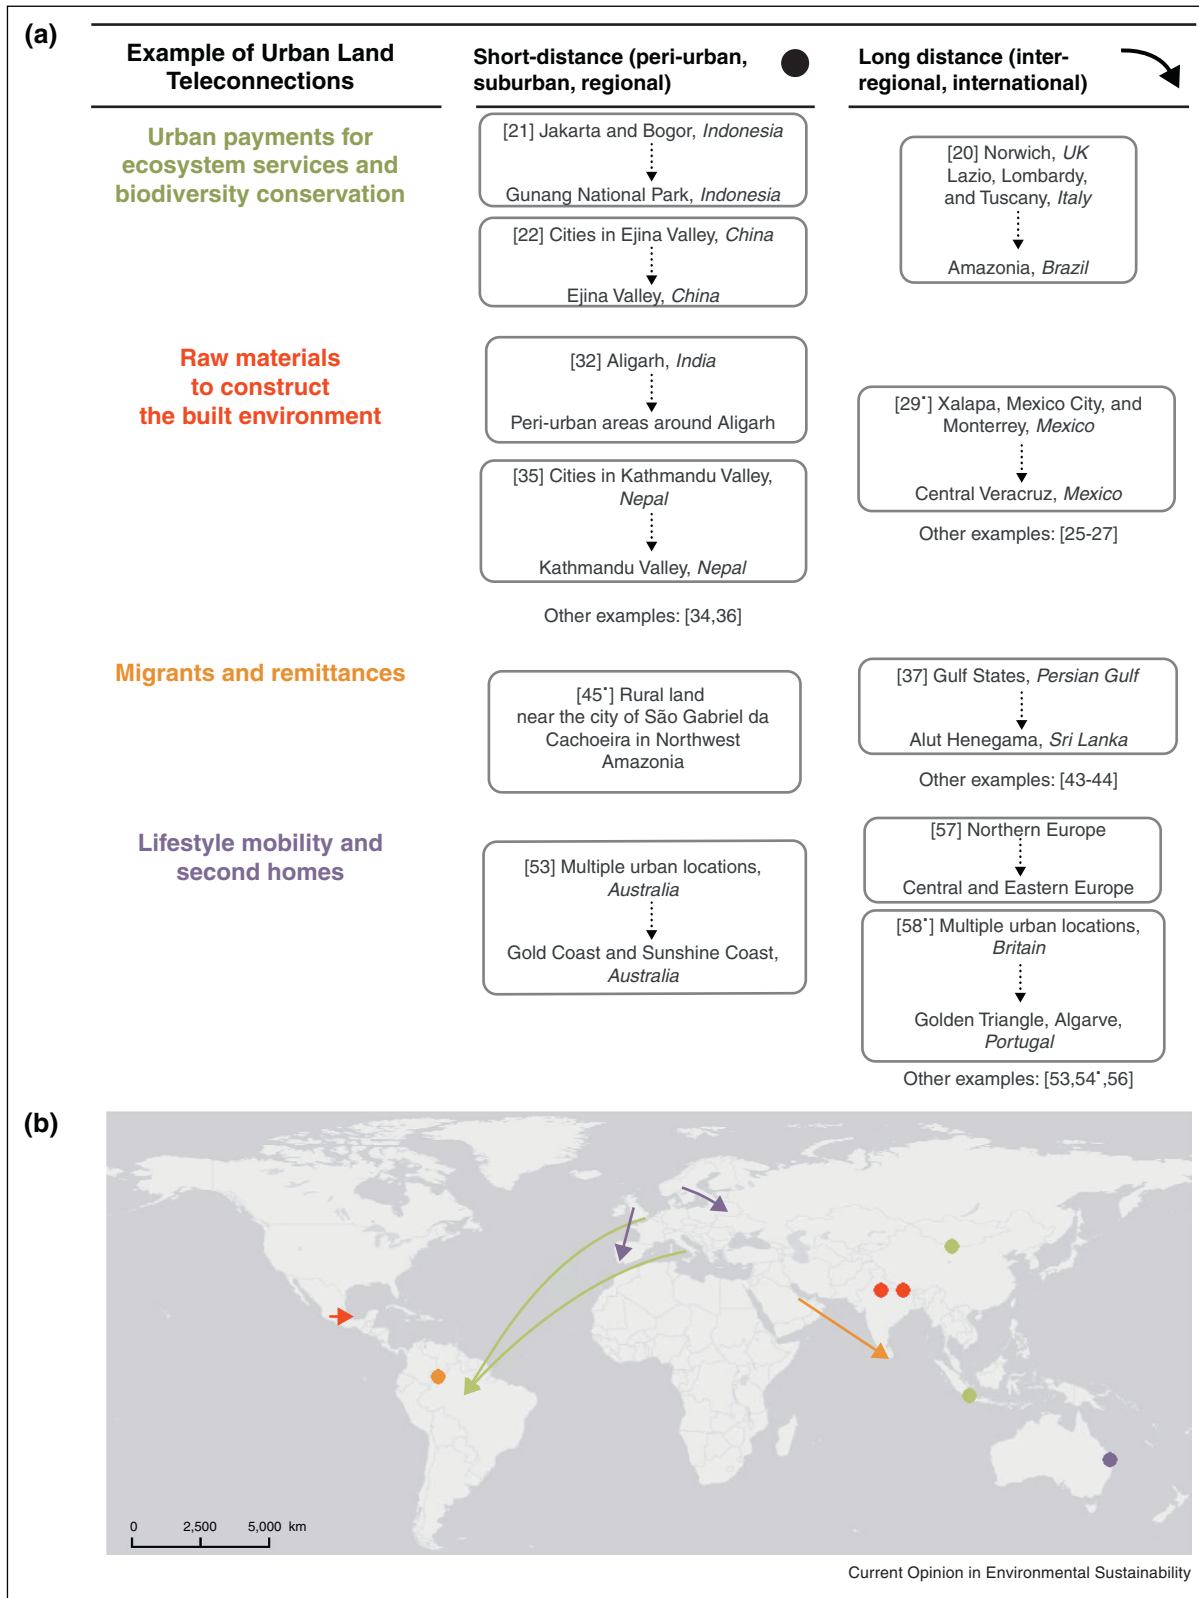 (a)
Example of Urban Land
Teleconnections
Short-distance (peri-urban,
suburban, regional)
Long distance (inter-
regional, international)
Urban payments for
ecosystem services and
biodiversity conservation
[21] Jakarta and Bogor, Indonesia
Gunang National Park, Indonesia
[22] Cities in Ejina Valley, China
Ejina Valley, China
[20] Norwich, UK
Lazio, Lombardy,
and Tuscany, Italy
Amazonia, Brazil
Raw materials
to construct
the built environment
[32] Aligarh, India
Peri-urban areas around Aligarh
[35] Cities in Kathmandu Valley,
Nepal
Kathmandu Valley, Nepal
Other examples: [34,36]
[29•] Xalapa, Mexico City, and
Monterrey, Mexico
Central Veracruz, Mexico
Other examples: [25-27]
Migrants and remittances
[45•] Rural land
near the city of São Gabriel da
Cachoeira in Northwest
Amazonia
[37] Gulf States, Persian Gulf
Alut Henegama, Sri Lanka
Other examples: [43-44]
Lifestyle mobility and
second homes
[53] Multiple urban locations,
Australia
Gold Coast and Sunshine Coast,
Australia
[57] Northern Europe
Central and Eastern Europe
[58•] Multiple urban locations,
Britain
Golden Triangle, Algarve,
Portugal
Other examples: [53,54•,56]
(b)
0 2,500 5,000 km
Current Opinion in Environmental Sustainability